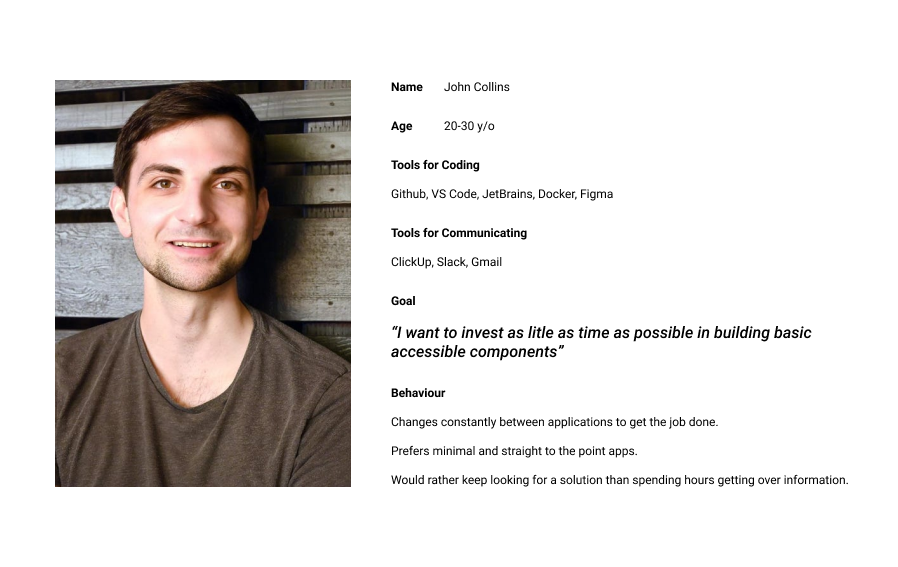 Name John Collins
Age 20-30 y/o
Tools for Coding
Github, VS Code, JetBrains, Docker, Figma
Tools for Communicating
ClickUp, Slack, Gmail
Goal
“I want to invest as litle as time as possible in building basic
accessible components”
Behaviour
Changes constantly between applications to get the job done.
Prefers minimal and straight to the point apps.
Would rather keep looking for a solution than spending hours getting over information.